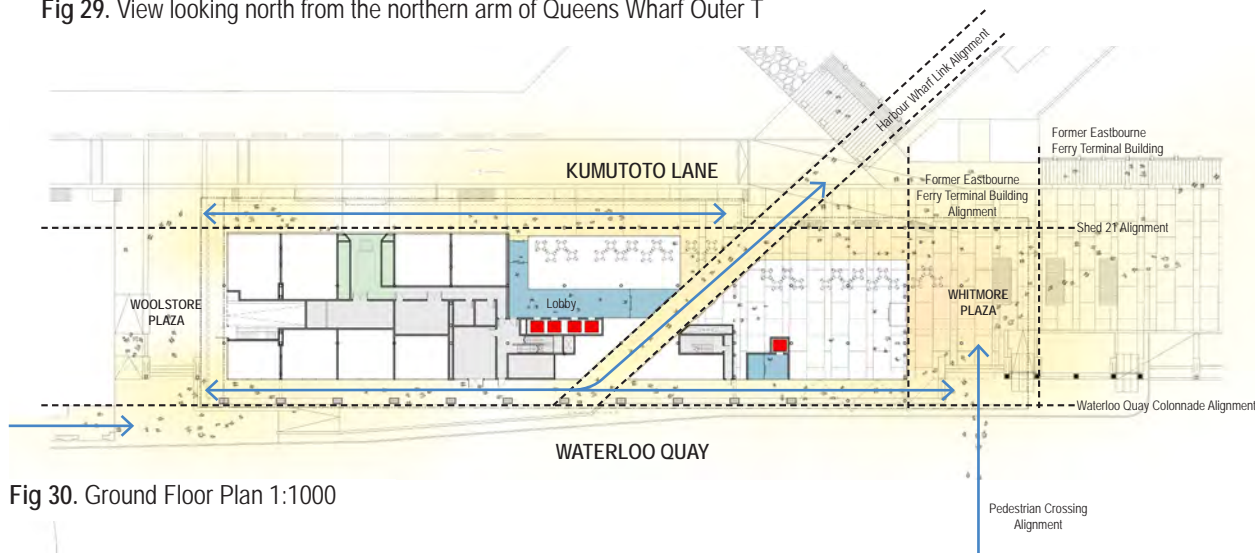 Fig 29. View looking north from the northern arm of Queens Wharf Outer T
Harbour Wharf Link Alignment
Former Eastbourne
Ferry Terminal Building
KUMUTOTO LANE
Former Eastbourne
Ferry Terminal Building
Alignment
Shed 21 Alignment
WOOLSTORE
PLAZA
Lobby
WHITMORE
PLAZA
Waterloo Quay Colonnade Alignment
WATERLOO QUAY
Fig 30. Ground Floor Plan 1:1000
Pedestrian Crossing
Alignment